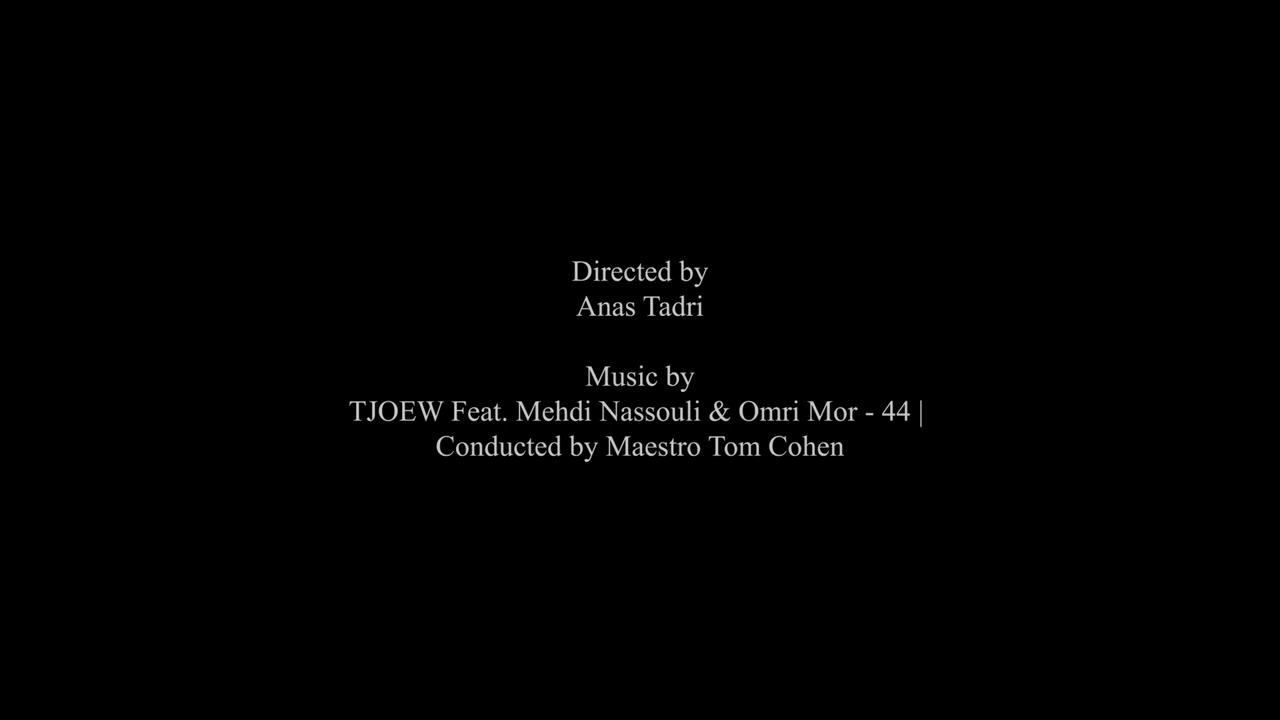 Directed by
Anas Tadri
Music by
TJOEW Feat. Mehdi Nassouli & Omri Mor - 44 |
Conducted by Maestro Tom Cohen